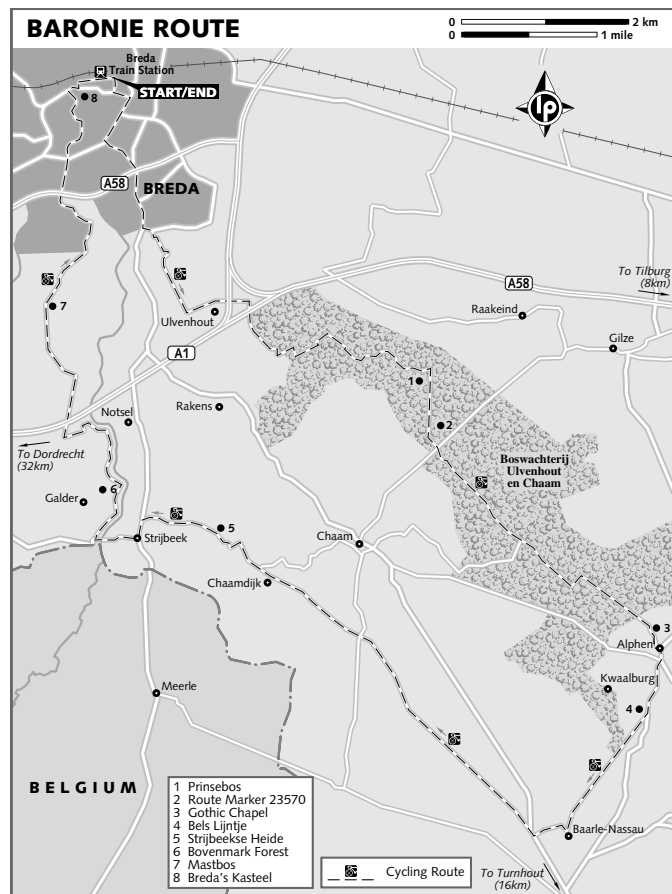 BARONIE ROUTE
0 2 km
0 1 mile
Breda
Train Station
START/END
8
lp
A58
BREDA
To Tilburg
(8km)
A58
7
Ulvenhout
Raakeind
Gilze
A1
1
Rakens
Notsel
2
To Dordrecht
(32km)
Boswachterij
Ulvenhout
en Chaam
6
Galder
5
Strijbeek
Chaam
Chaamdijk
3
Alphen
Kwaalburg
Meerle
4
BELGIUM
1 Prinsebos
2 Route Marker 23570
3 Gothic Chapel
4 Bels Lijntje
5 Strijbeekse Heide
6 Bovenmark Forest
7 Mastbos
8 Breda's Kasteel
Cycling Route
Baarle-Nassau
To Turnhout
(16km)